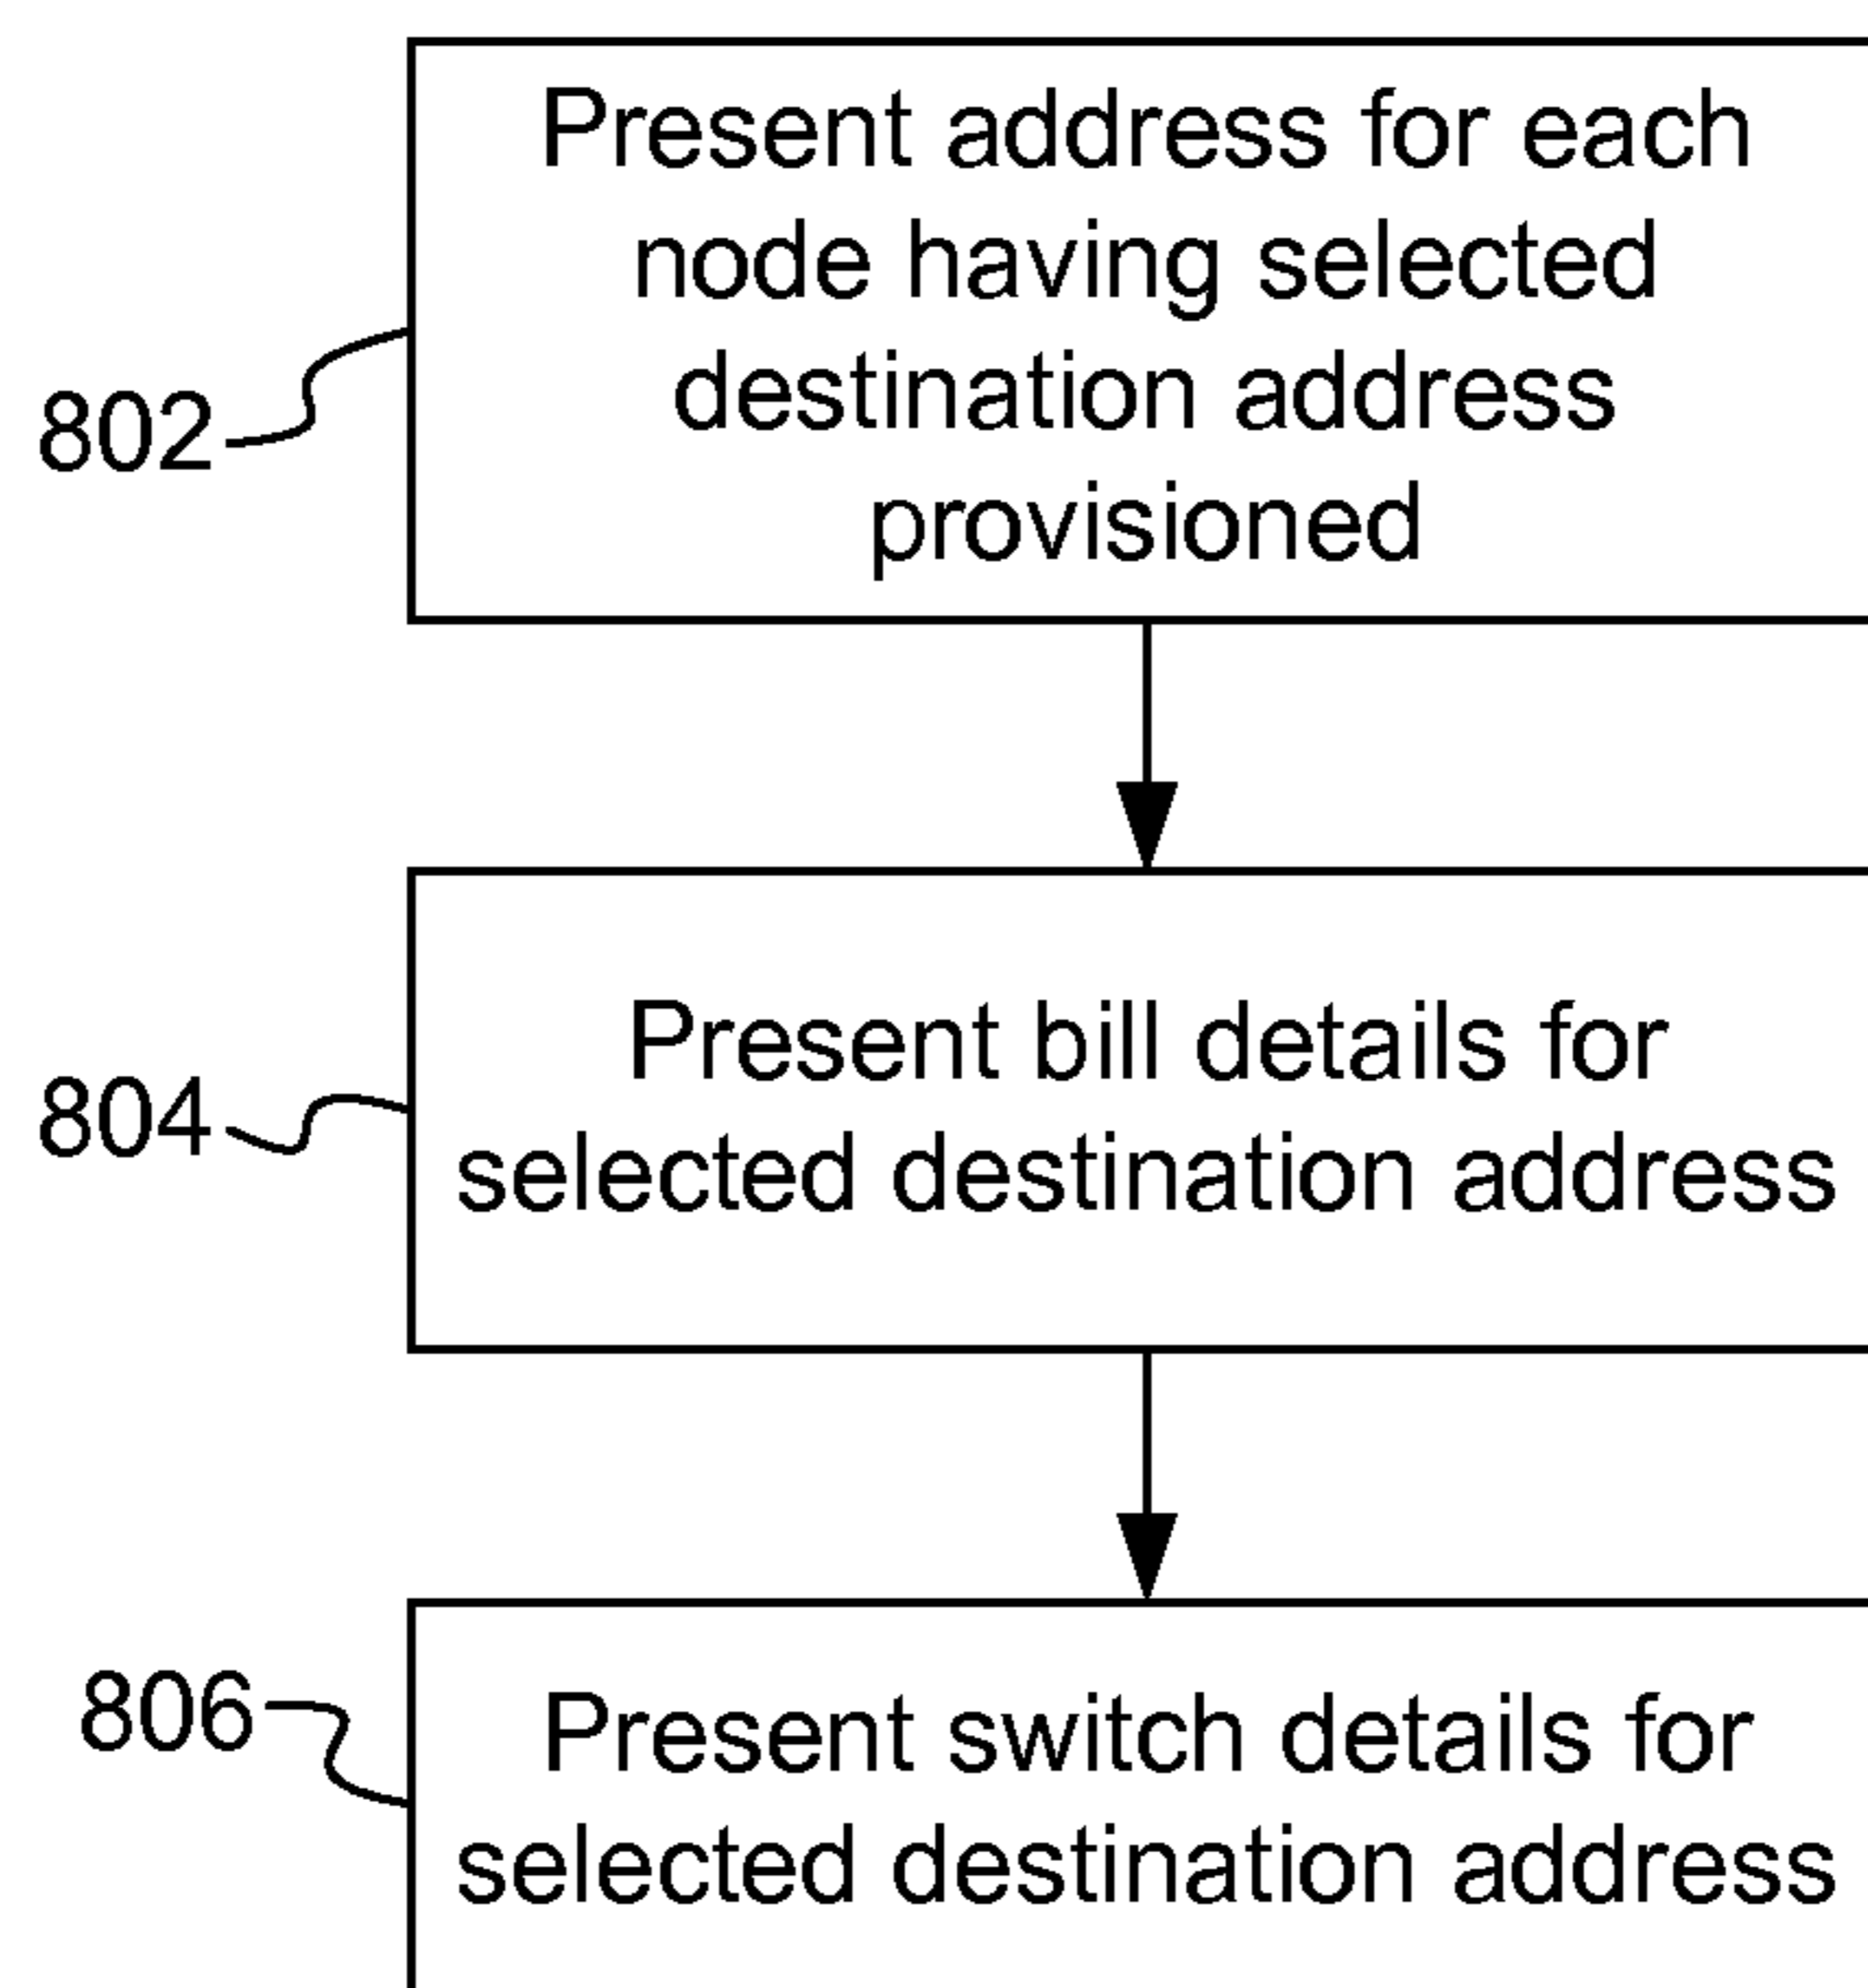 Present address for each
node having selected
destination address
provisioned
802
Present bill details for
selected destination address
804
Present switch details for
selected destination address
806